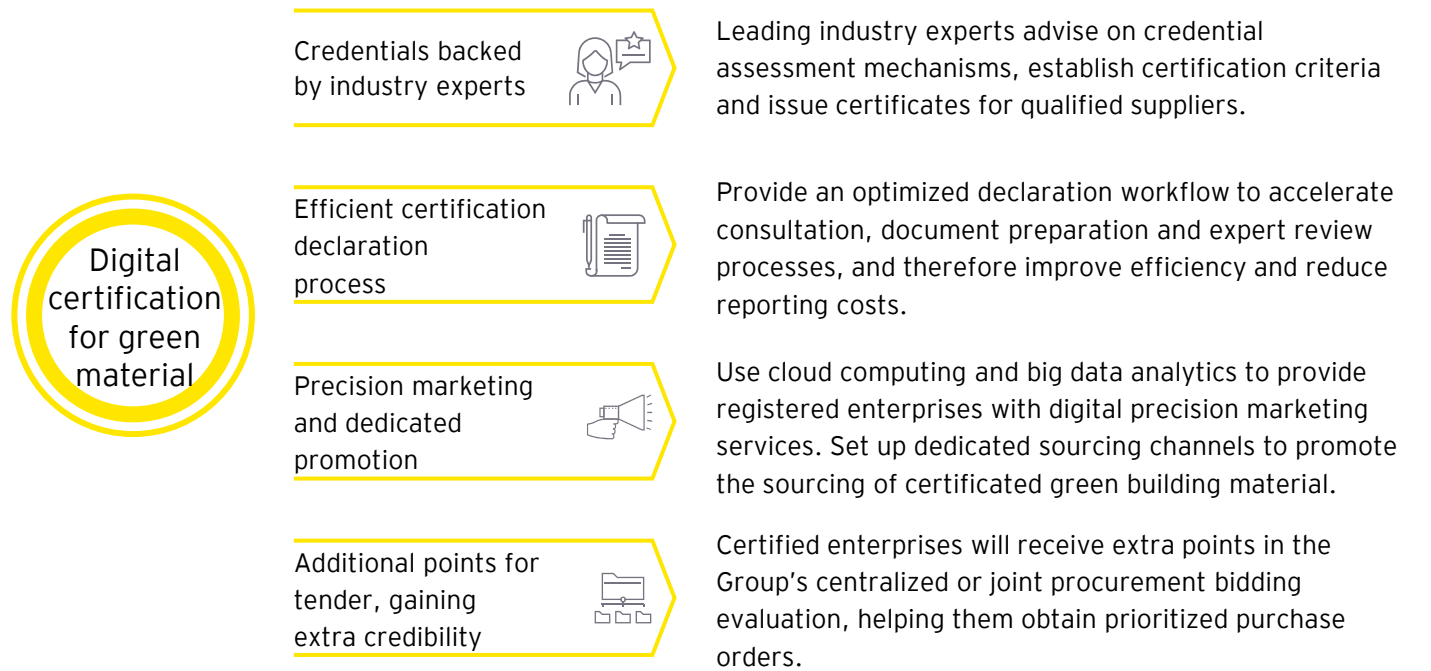 Digital
certification
for green
material
Credentials backed
by industry experts
Leading industry experts advise on credential
assessment mechanisms, establish certification criteria
and issue certificates for qualified suppliers.
Efficient certification
declaration
process
Provide an optimized declaration workflow to accelerate
consultation, document preparation and expert review
processes, and therefore improve efficiency and reduce
reporting costs.
Precision marketing
and dedicated
promotion
Use cloud computing and big data analytics to provide
registered enterprises with digital precision marketing
services. Set up dedicated sourcing channels to promote
the sourcing of certificated green building material.
Additional points for
tender, gaining
extra credibility
Certified enterprises will receive extra points in the
Group's centralized or joint procurement bidding
evaluation, helping them obtain prioritized purchase
orders.